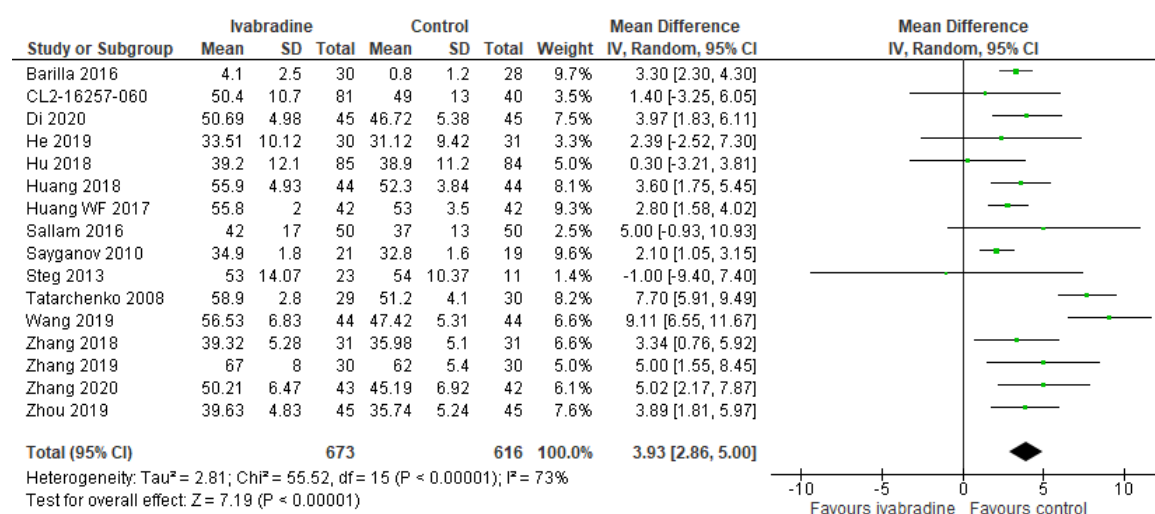 Ivabradine Control Mean Difference Mean Difference
Study or Subgroup Mean SD Total Mean SD Total Weight IV, Random, 95% CI IV, Random, 95% CI
Barilla 2016 4.1 2.5 30 0.8 1.2 28 9.7% 3.30 [2.30, 4.30]
CL2-16257-060 50.4 10.7 81 49 13 40 3.5% 1.40 [-3.25, 6.05]
Di 2020 50.69 4.98 45 46.72 5.38 45 7.5% 3.97 [1.83, 6.11]
He 2019 33.51 10.12 30 31.12 9.42 31 3.3% 2.39 [-2.52, 7.30]
Hu 2018 39.2 12.1 85 38.9 11.2 84 5.0% 0.30 [-3.21, 3.81]
Huang 2018 55.9 4.93 44 52.3 3.84 44 8.1% 3.60 [1.75, 5.45]
Huang WF 2017 55.8 2 42 53 3.5 42 9.3% 2.80 [1.58, 4.02]
Sallam 2016 42 17 50 37 13 50 2.5% 5.00 [-0.93, 10.93]
Sayganov 2010 34.9 1.8 21 32.8 1.6 19 9.6% 2.10 [1.05, 3.15]
Steg 2013 53 14.07 23 54 10.37 11 1.4% -1.00 [-9.40, 7.40]
Tatarchenko 2008 58.9 2.8 29 51.2 4.1 30 8.2% 7.70 [5.91, 9.49]
Wang 2019 56.53 6.83 44 47.42 5.31 44 6.6% 9.11 [6.55, 11.67]
Zhang 2018 39.32 5.28 31 35.98 5.1 31 6.6% 3.34 [0.76, 5.92]
Zhang 2019 67 8 30 62 5.4 30 5.0% 5.00 [1.55, 8.45]
Zhang 2020 50.21 6.47 43 45.19 6.92 42 6.1% 5.02 [2.17, 7.87]
Zhou 2019 39.63 4.83 45 35.74 5.24 45 7.6% 3.89 [1.81, 5.97]
Total (95% CI) 673 616 100.0% 3.93 [2.86, 5.00]
Heterogeneity: Tau² = 2.81; Chi² = 55.52, df = 15 (P < 0.00001); I² = 73%
Test for overall effect: Z = 7.19 (P < 0.00001)
-10 -5 0 5 10
Favours ivabradine Favours control